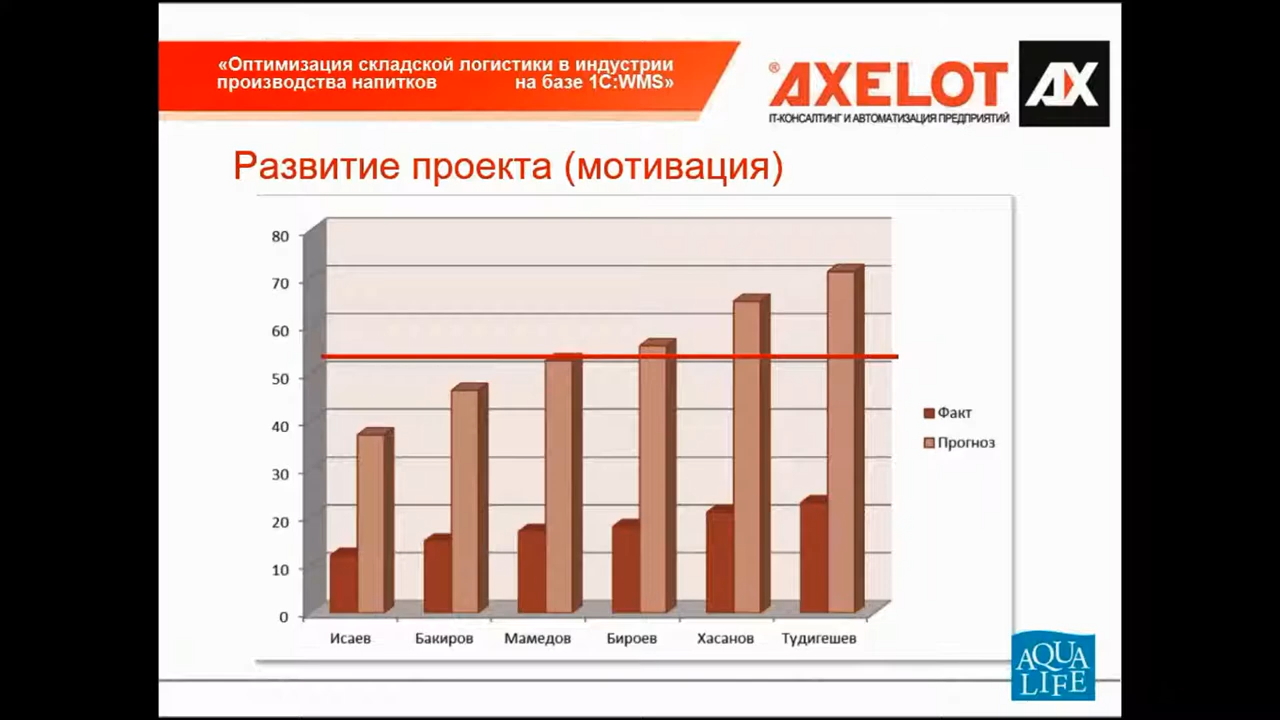 «Оптимизация складской логистики в индустрии
производства напитков на базе 1С:WMS»
®AXELOT AX
IT-КОНСАЛТИНГ И АВТОМАТИЗАЦИЯ ПРЕДПРИЯТИЙ
Развитие проекта (мотивация)
80
70
60
50
40
30
20
10
0
Факт
Прогноз
Исаев Бакиров Мамедов Бироев Хасанов Тудигешев
AQUA
LIFE